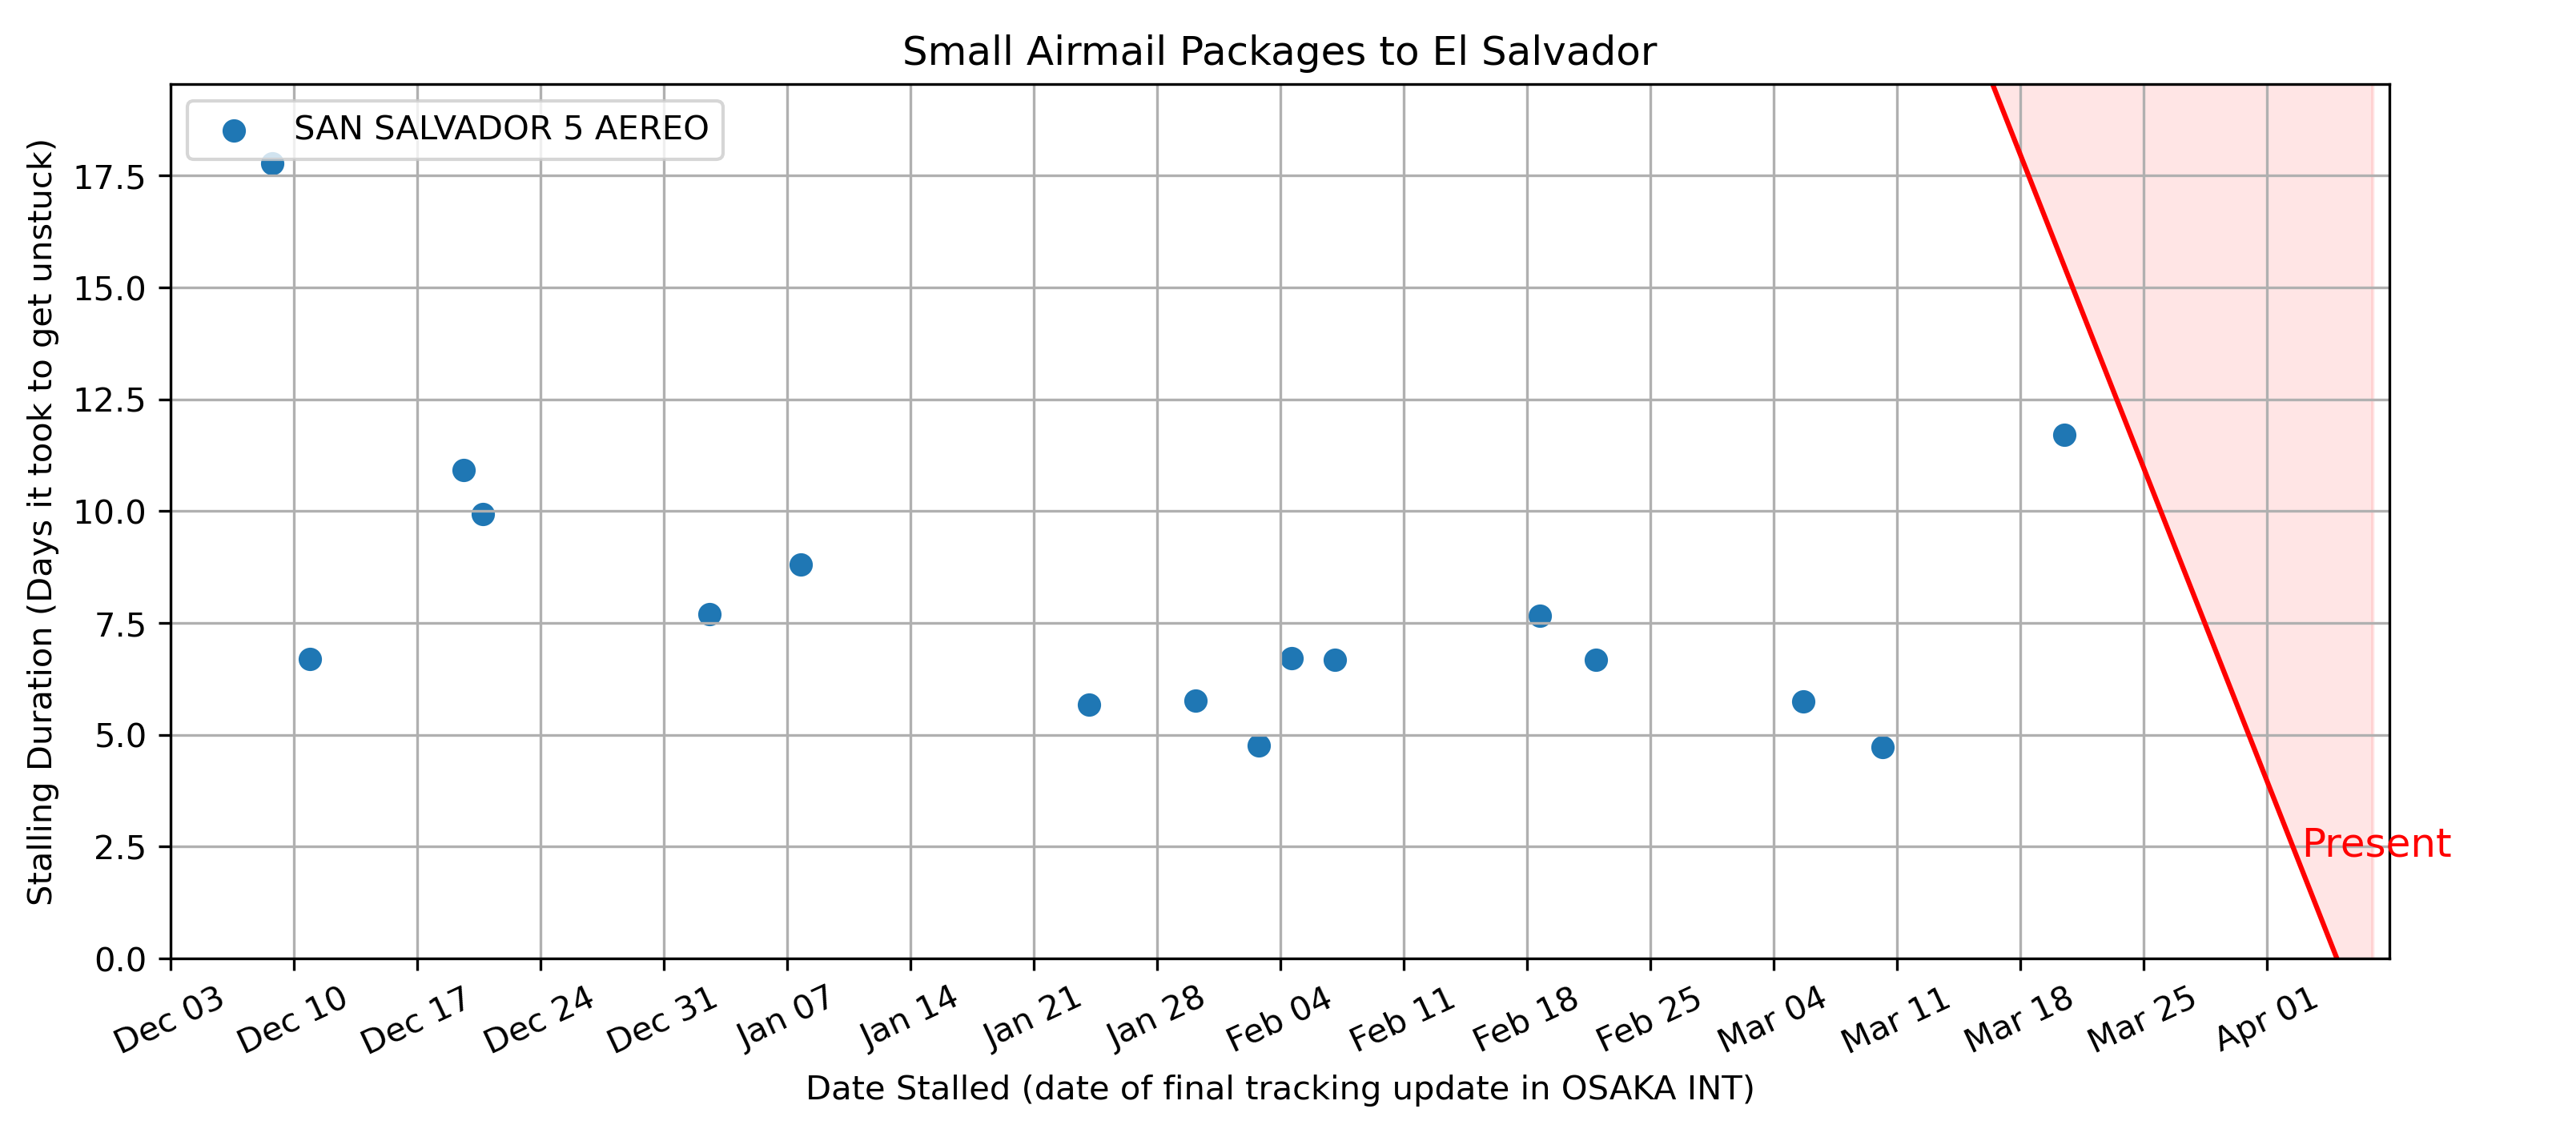 Small Airmail Packages to El Salvador
SAN SALVADOR 5 AEREO
Stalling Duration (Days it took to get unstuck)
17.5
15.0
12.5
10.0
7.5
5.0
2.5
0.0
Present
Dec 03
Dec 10
Dec 17
Dec 24
Dec 31
Jan 07
Jan 14
Jan 21
Jan 28
Feb 04
Feb 11
Feb 18
Feb 25
Mar 04
Mar 11
Mar 18
Mar 25
Apr 01
Date Stalled (date of final tracking update in OSAKA INT)